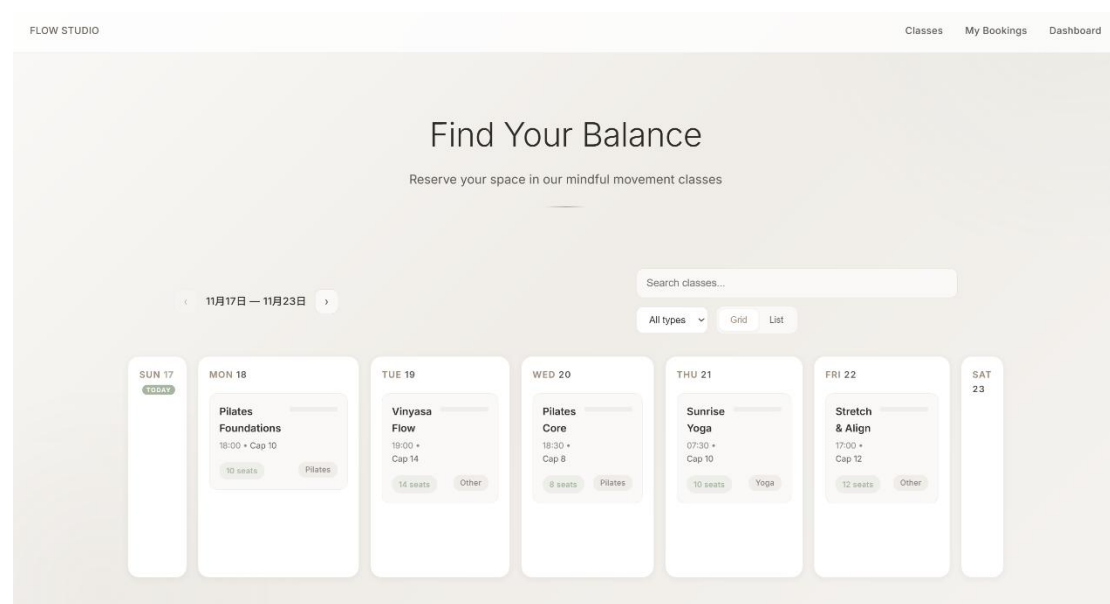 FLOW STUDIO
Classes
My Bookings
Dashboard
Find Your Balance
Reserve your space in our mindful movement classes
‹ 11月17日 — 11月23日 ›
Search classes...
All types
Grid
List
SUN 17
TODAY
MON 18
Pilates
Foundations
18:00 • Cap 10
10 seats
Pilates
TUE 19
Vinyasa
Flow
19:00 •
Cap 14
14 seats
Other
WED 20
Pilates
Core
18:30 •
Cap 8
8 seats
Pilates
THU 21
Sunrise
Yoga
07:30 •
Cap 10
10 seats
Yoga
FRI 22
Stretch
& Align
17:00 •
Cap 12
12 seats
Other
SAT
23